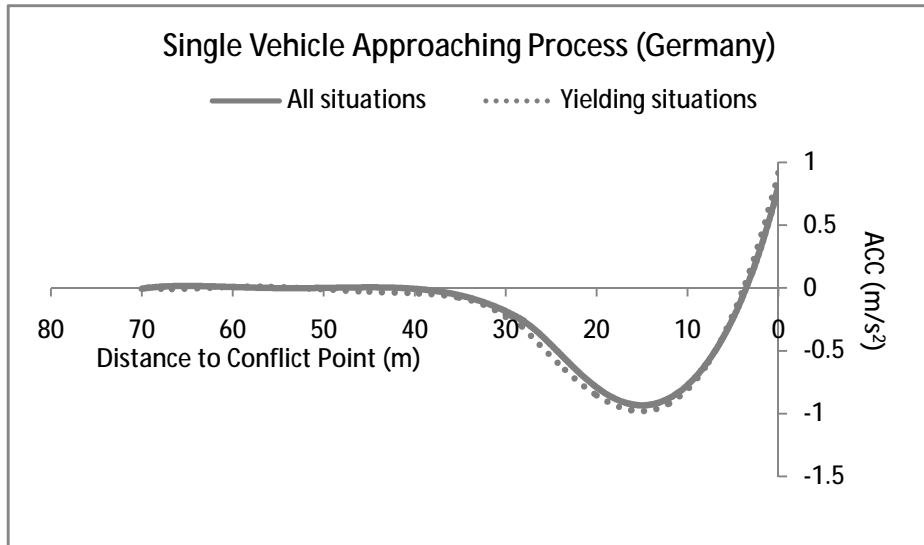 Single Vehicle Approaching Process (Germany)
All situations Yielding situations
1
0.5
0
-0.5
-1
-1.5
ACC (m/s²)
80 70 60 50 40 30 20 10 0
Distance to Conflict Point (m)